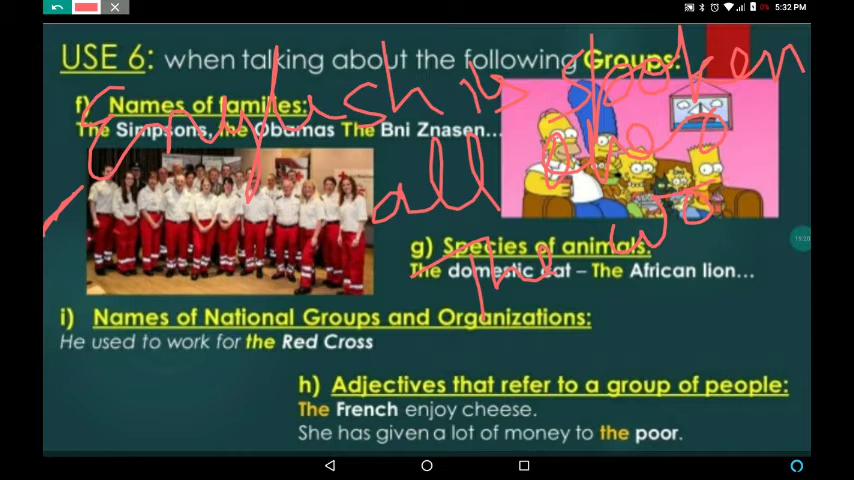 5:32 PM
USE 6: when talking about the following Groups:
English is spoken
f) Names of families:
The Simpsons, the Obamas The Bni Znasen...
all
g) Species of animals:
The domestic cat – The African lion...
The
19:20
i) Names of National Groups and Organizations:
He used to work for the Red Cross
h) Adjectives that refer to a group of people:
The French enjoy cheese.
She has given a lot of money to the poor.